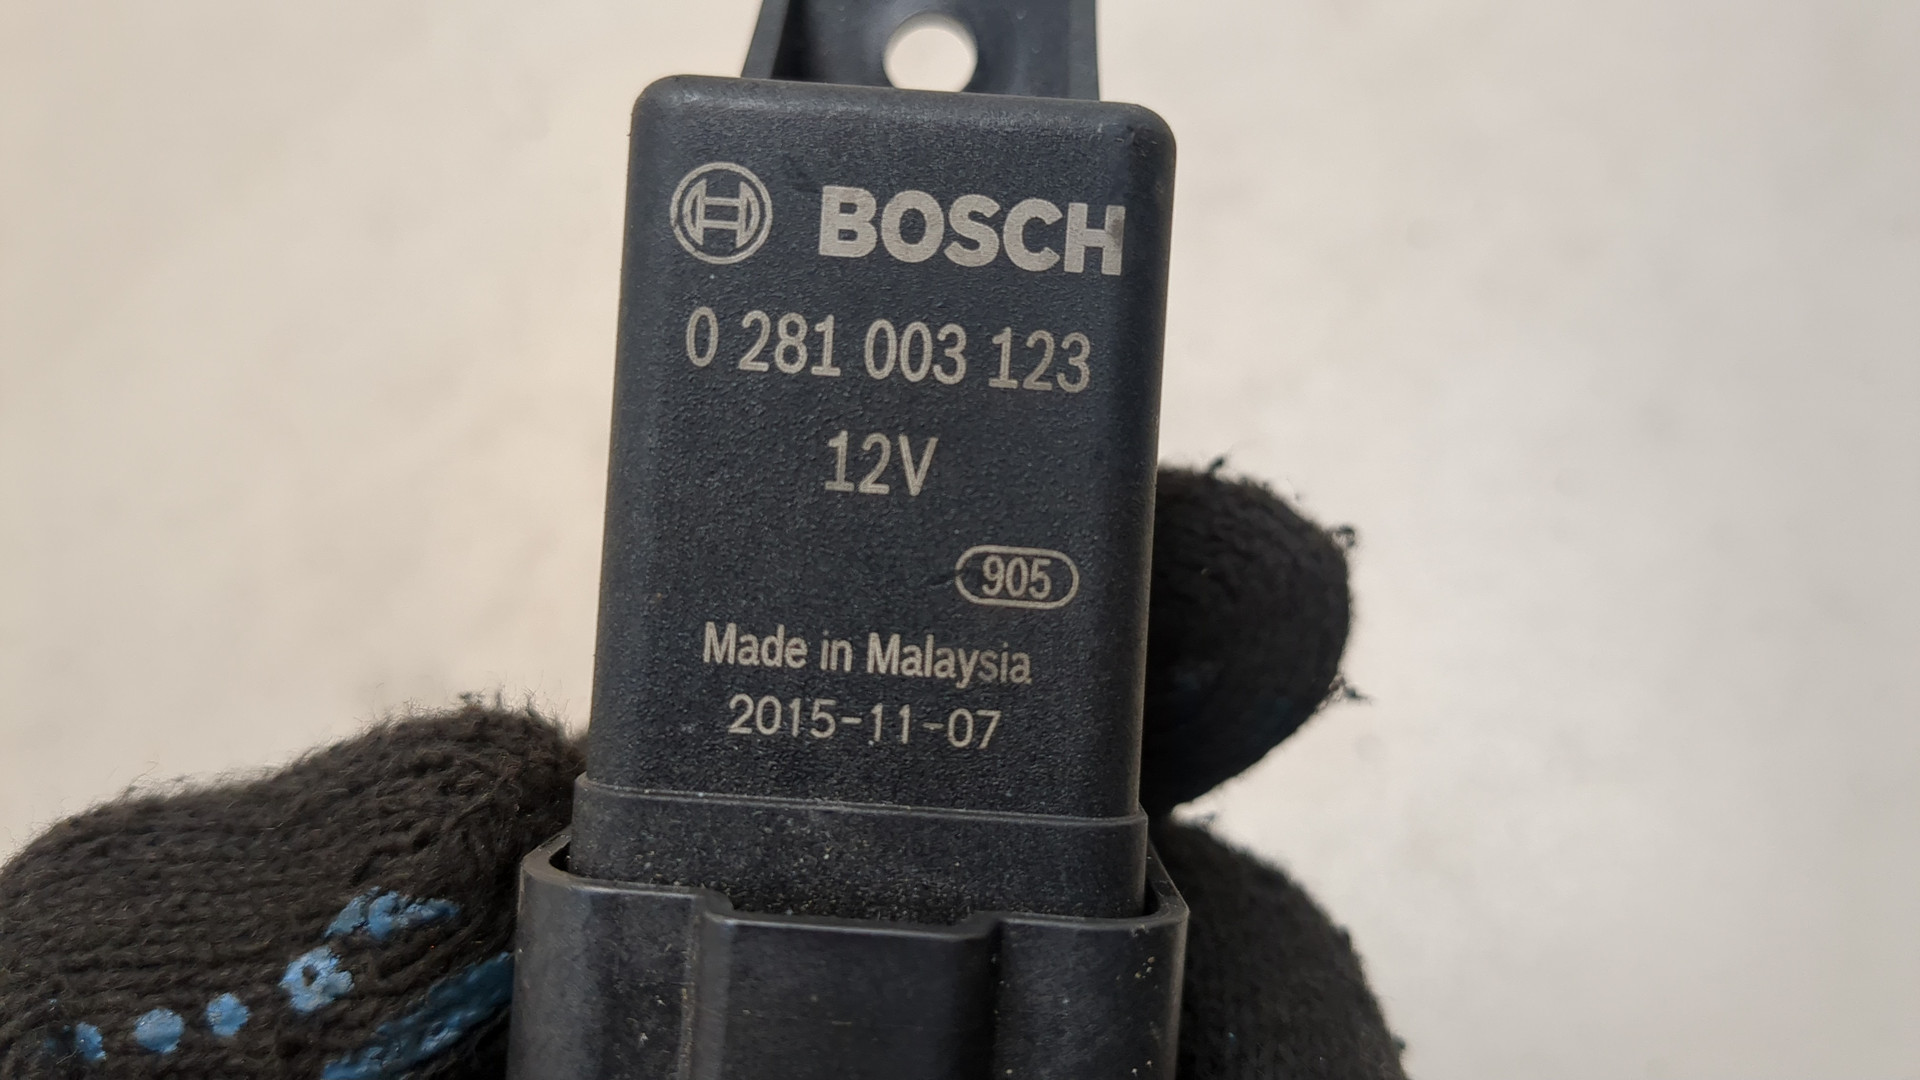 BOSCH
0 281 003 123
12V
905
Made in Malaysia
2015-11-07